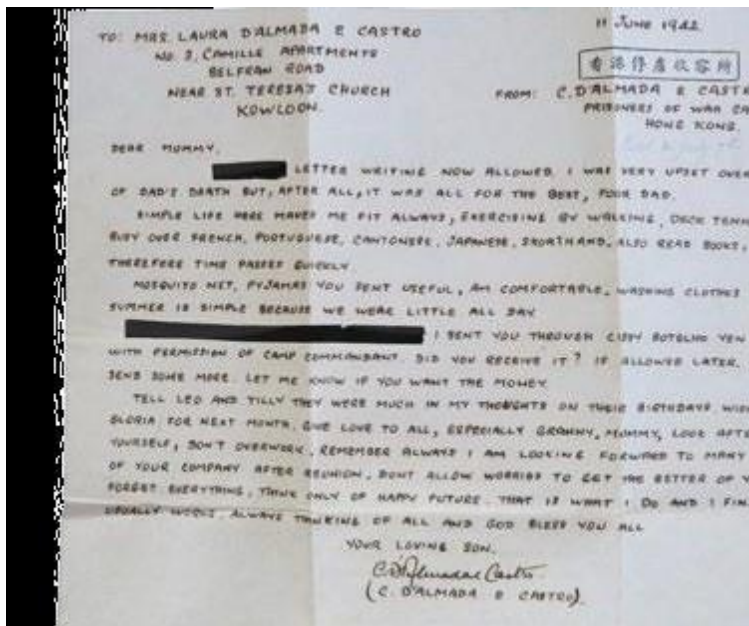 11 JUNE 1942
TO: MRS. LAURA D'ALMADA E CASTRO
NO 2, CAMILLE APARTMENTS
BELFRAN ROAD
NEAR ST. TERESA'S CHURCH
KOWLOON.
香港俘虜收容所
FROM: C. D'ALMADA E CASTR
PRISONERS OF WAR CA
HONG KONG.
DEAR MUMMY,
LETTER WRITING NOW ALLOWED. I WAS VERY UPSET OVER
OF DAD'S DEATH BUT, AFTER ALL, IT WAS ALL FOR THE BEST, POOR DAD.
SIMPLE LIFE HERE MAKES ME FIT ALWAYS, EXERCISING BY WALKING, DECK TENN
BUSY OVER FRENCH, PORTUGUESE, CANTONESE, JAPANESE, SHORTHAND, ALSO READ BOOKS,
THEREFORE TIME PASSES QUICKLY.
MOSQUITO NET, PYJAMAS YOU SENT USEFUL, AM COMFORTABLE, WASHING CLOTHES
SUMMER IS SIMPLE BECAUSE WE WEAR LITTLE ALL DAY.
I SENT YOU THROUGH CISSY BOTELHO YEN
WITH PERMISSION OF CAMP COMMANDANT. DID YOU RECEIVE IT? IF ALLOWED LATER,
SEND SOME MORE. LET ME KNOW IF YOU WANT THE MONEY.
TELL LEO AND TILLY THEY WERE MUCH IN MY THOUGHTS ON THEIR BIRTHDAYS. WIS
GLORIA FOR NEXT MONTH. GIVE LOVE TO ALL, ESPECIALLY GRANNY, MUMMY, LOOK AFTE
YOURSELF, DON'T OVERWORK, REMEMBER ALWAYS I AM LOOKING FORWARD TO MANY
OF YOUR COMPANY AFTER REUNION, DONT ALLOW WORRIES TO GET THE BETTER OF Y
FORGET EVERYTHING, THINK ONLY OF HAPPY FUTURE. THAT IS WHAT I DO AND I FIN
USUALLY WORKS. ALWAYS THINKING OF ALL AND GOD BLESS YOU ALL
YOUR LOVING SON,
C. D'Almada e Castro
(C. D'ALMADA E CASTRO)